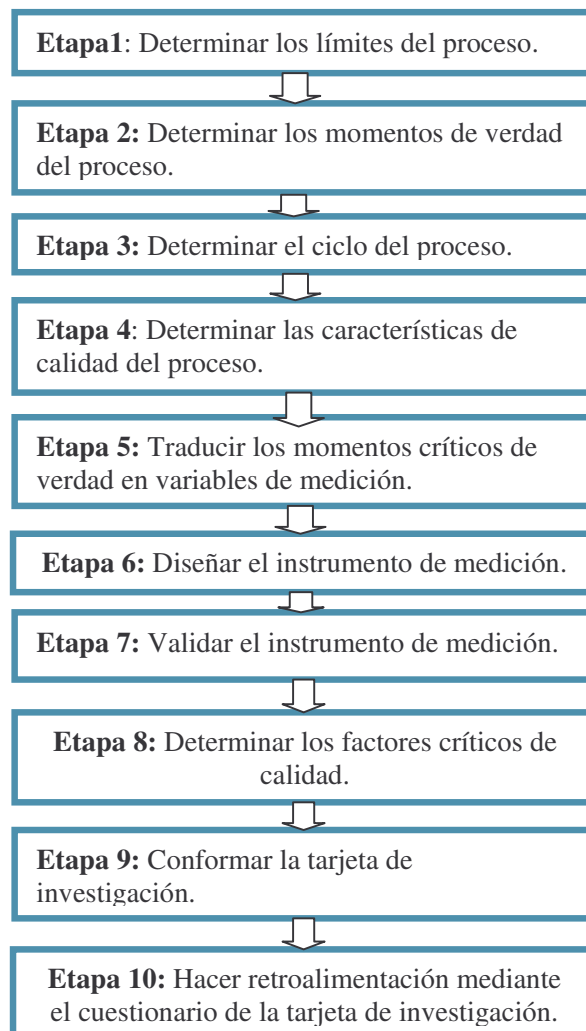 Etapa1: Determinar los límites del proceso.
Etapa 2: Determinar los momentos de verdad
del proceso.
Etapa 3: Determinar el ciclo del proceso.
Etapa 4: Determinar las características de
calidad del proceso.
Etapa 5: Traducir los momentos críticos de
verdad en variables de medición.
Etapa 6: Diseñar el instrumento de medición.
Etapa 7: Validar el instrumento de medición.
Etapa 8: Determinar los factores críticos de
calidad.
Etapa 9: Conformar la tarjeta de
investigación.
Etapa 10: Hacer retroalimentación mediante
el cuestionario de la tarjeta de investigación.